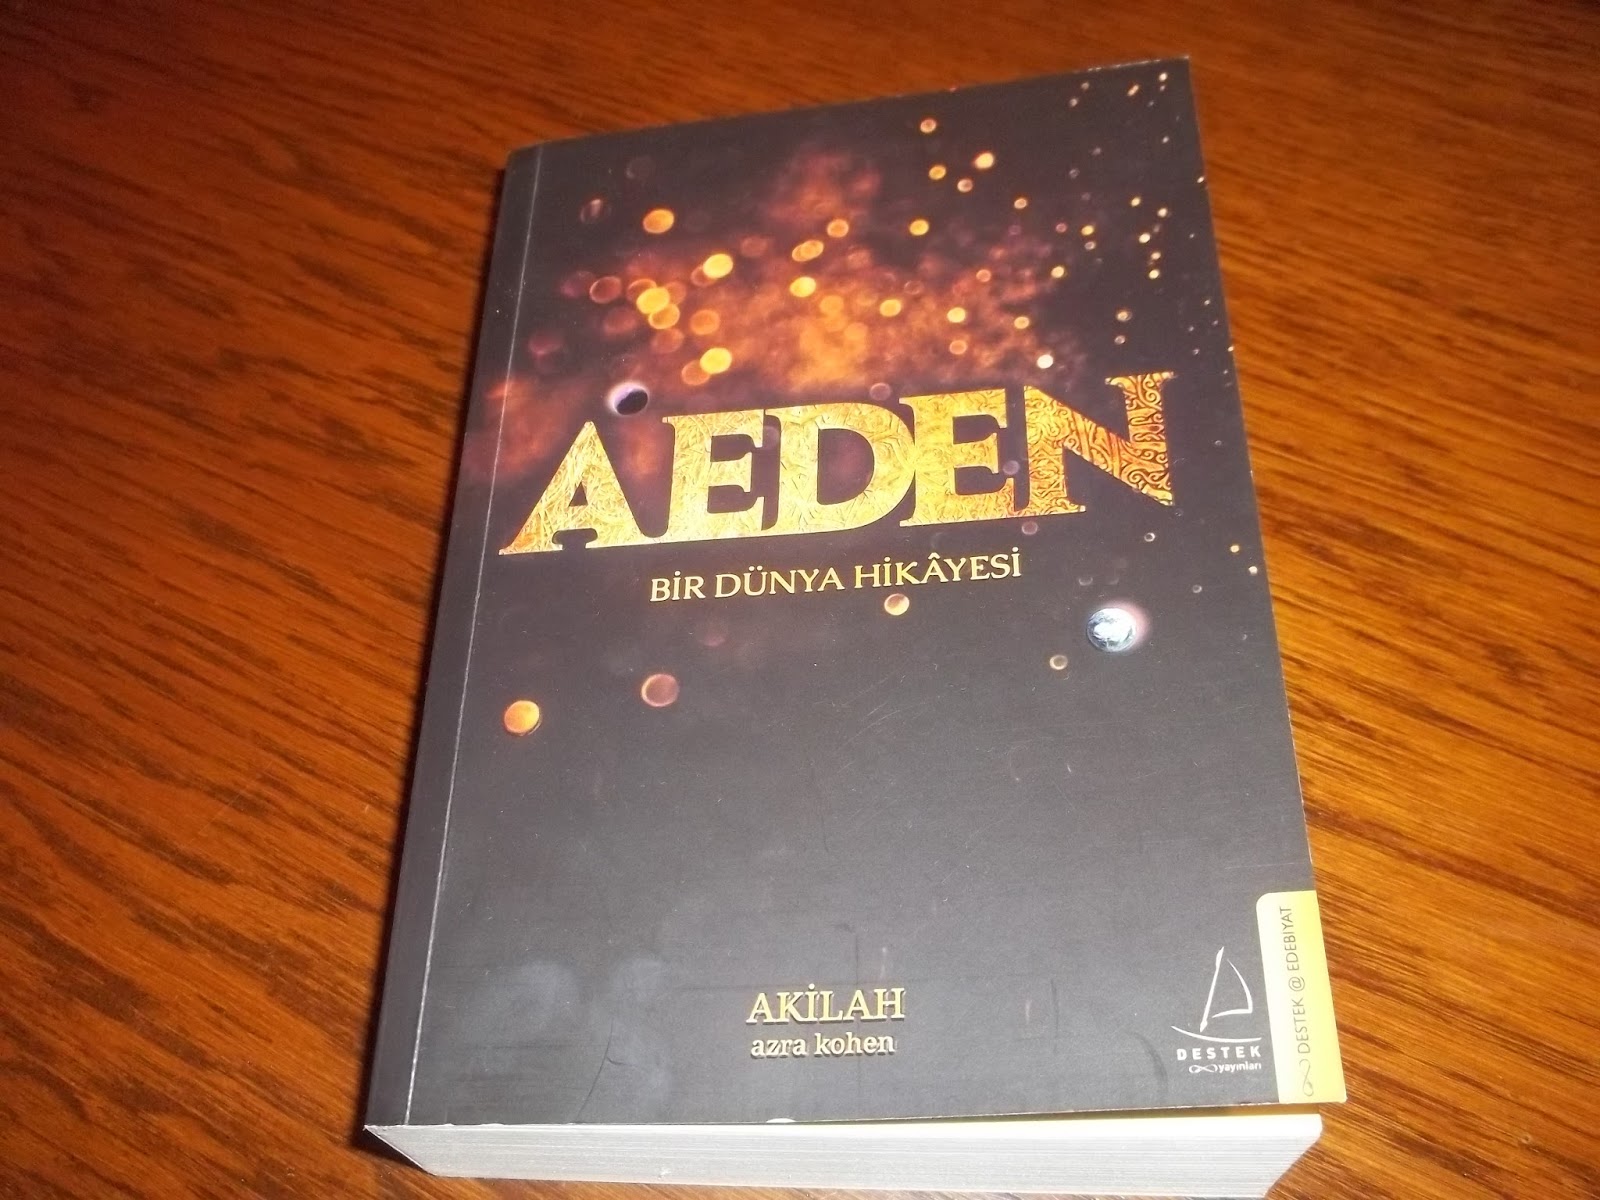 AEDEN
BİR DÜNYA HİKÂYESİ
AKİLAH
azra kohen
DESTEK
yayınları
DESTEK @ EDEBİYAT